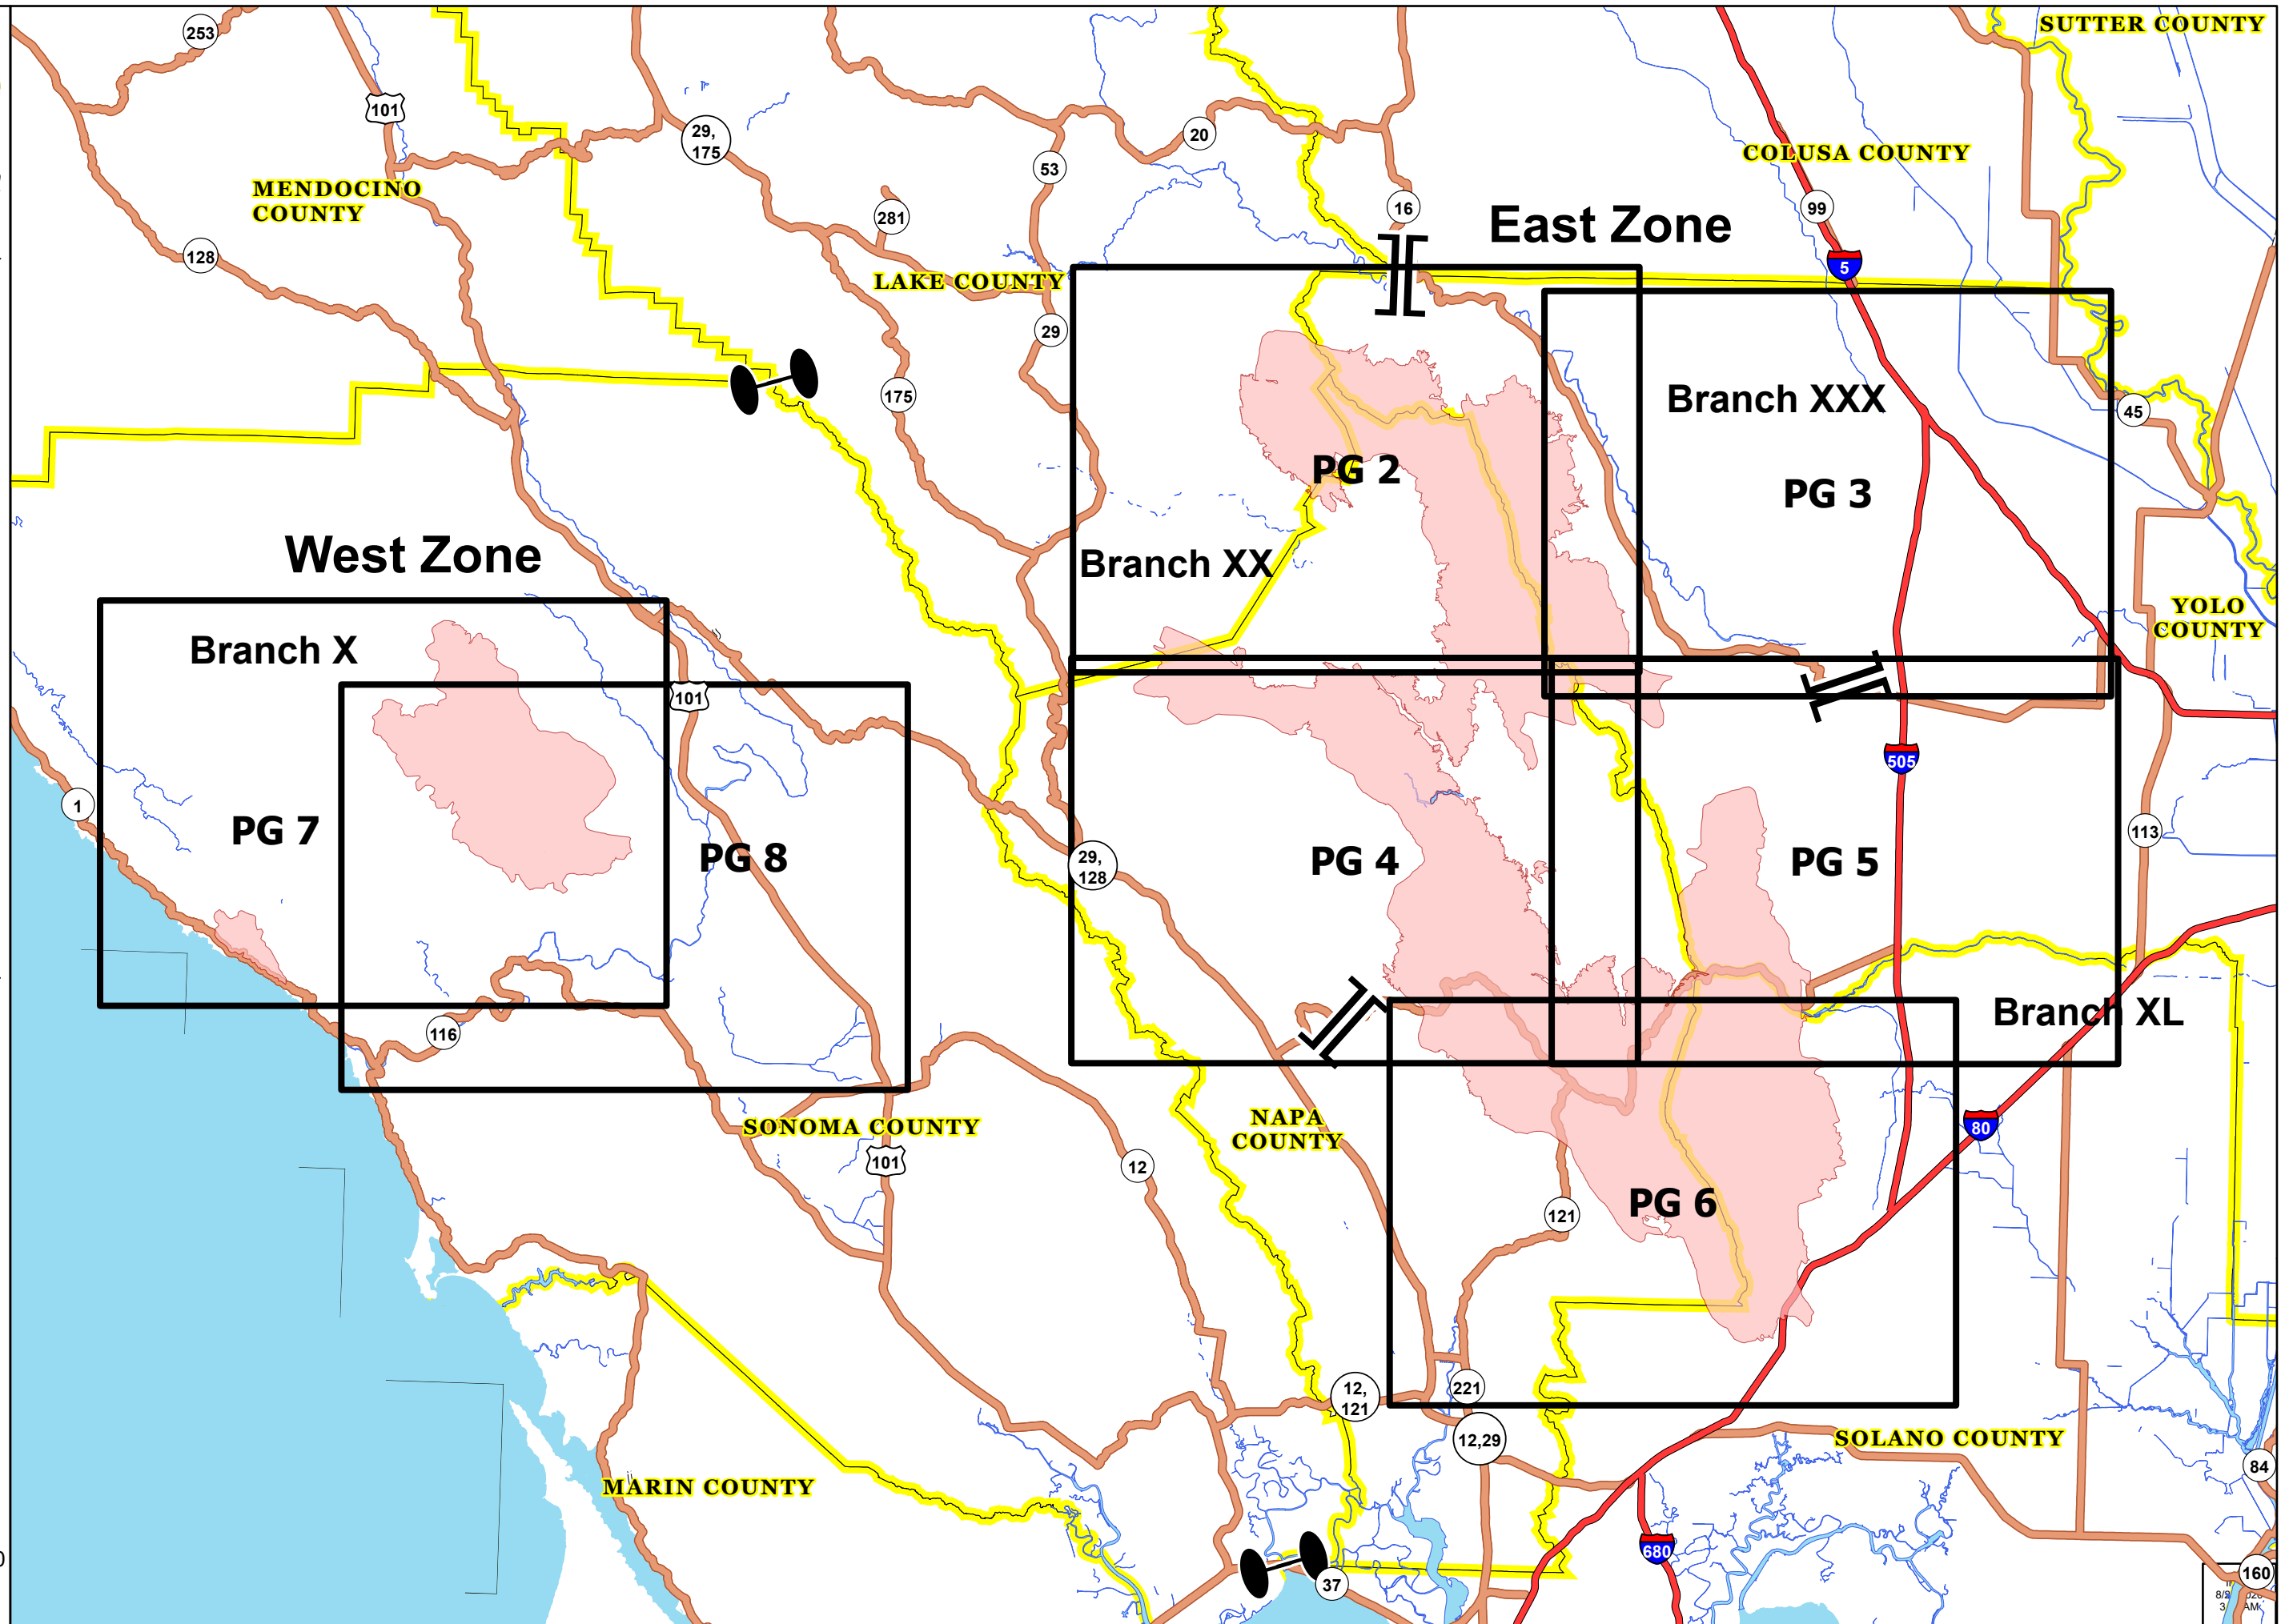 253
SUTTER COUNTY
101
29,
175
20
COLUSA COUNTY
53
MENDOCINO
COUNTY
281
16
99
East Zone
128
5
LAKE COUNTY
29
175
Branch XXX
45
PG 2
PG 3
West Zone
Branch XX
YOLO
COUNTY
Branch X
101
505
1
PG 7
PG 8
29,
128
PG 4
PG 5
113
116
Branch XL
SONOMA COUNTY
NAPA
COUNTY
80
101
12
PG 6
121
12,
121
221
12,29
SOLANO COUNTY
84
MARIN COUNTY
680
37
160